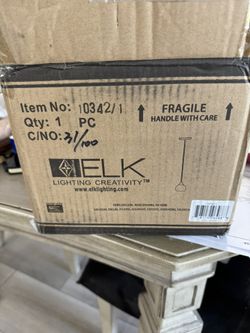 Item No: 10342/1
Qty: 1 PC
C/NO: 31/100
FRAGILE
HANDLE WITH CARE
ELK
LIGHTING CREATIVITY™
www.elklighting.com